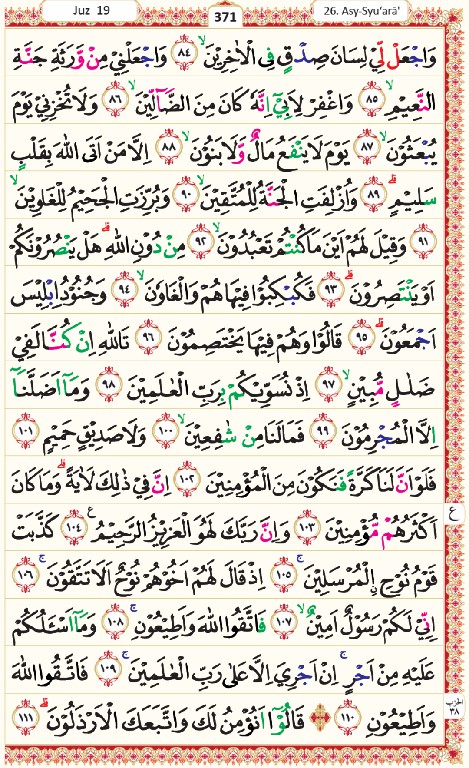 Juz 19
371
26. Asy-Syu'arā'
وَاجْعَلْ لِّيْ لِسَانَ صِدْقٍ فِى الْاٰخِرِيْنَ ۙ ٨٤ وَاجْعَلْنِيْ مِنْ وَّرَثَةِ جَنَّةِ
النَّعِيْمِ ۙ ٨٥ وَاغْفِرْ لِاَبِيْٓ اِنَّهٗ كَانَ مِنَ الضَّاۤلِّيْنَ ۙ ٨٦ وَلَا تُخْزِنِيْ يَوْمَ
يُبْعَثُوْنَ ۙ ٨٧ يَوْمَ لَا يَنْفَعُ مَالٌ وَّلَا بَنُوْنَ ۙ ٨٨ اِلَّا مَنْ اَتَى اللّٰهَ بِقَلْبٍ
سَلِيْمٍ ۗ ٨٩ وَاُزْلِفَتِ الْجَنَّةُ لِلْمُتَّقِيْنَ ۙ ٩٠ وَبُرِّزَتِ الْجَحِيْمُ لِلْغَاوِيْنَ ۙ
٩١ وَقِيْلَ لَهُمْ اَيْنَ مَا كُنْتُمْ تَعْبُدُوْنَ ۙ ٩٢ مِنْ دُوْنِ اللّٰهِ ۗ هَلْ يَنْصُرُوْنَكُمْ
اَوْ يَنْتَصِرُوْنَ ۗ ٩٣ فَكُبْكِبُوْا فِيْهَا هُمْ وَالْغَاوٗنَ ۙ ٩٤ وَجُنُوْدُ اِبْلِيْسَ
اَجْمَعُوْنَ ۗ ٩٥ قَالُوْا وَهُمْ فِيْهَا يَخْتَصِمُوْنَ ٩٦ تَاللّٰهِ اِنْ كُنَّا لَفِيْ
ضَلٰلٍ مُّبِيْنٍ ۙ ٩٧ اِذْ نُسَوِّيْكُمْ بِرَبِّ الْعٰلَمِيْنَ ٩٨ وَمَآ اَضَلَّنَآ
اِلَّا الْمُجْرِمُوْنَ ٩٩ فَمَا لَنَا مِنْ شٰفِعِيْنَ ۙ ١٠٠ وَلَا صَدِيْقٍ حَمِيْمٍ ١٠١
فَلَوْ اَنَّ لَنَا كَرَّةً فَنَكُوْنَ مِنَ الْمُؤْمِنِيْنَ ١٠٢ اِنَّ فِيْ ذٰلِكَ لَاٰيَةً ۗ وَمَا كَانَ
اَكْثَرُهُمْ مُّؤْمِنِيْنَ ١٠٣ وَاِنَّ رَبَّكَ لَهُوَ الْعَزِيْزُ الرَّحِيْمُ ࣖ ١٠٤ كَذَّبَتْ
ع
قَوْمُ نُوْحِ ِۨالْمُرْسَلِيْنَ ۚ ١٠٥ اِذْ قَالَ لَهُمْ اَخُوْهُمْ نُوْحٌ اَلَا تَتَّقُوْنَ ۚ ١٠٦
اِنِّيْ لَكُمْ رَسُوْلٌ اَمِيْنٌ ۙ ١٠٧ فَاتَّقُوا اللّٰهَ وَاَطِيْعُوْنِ ۚ ١٠٨ وَمَآ اَسْـَٔلُكُمْ
عَلَيْهِ مِنْ اَجْرٍ ۚ اِنْ اَجْرِيَ اِلَّا عَلٰى رَبِّ الْعٰلَمِيْنَ ۚ ١٠٩ فَاتَّقُوا اللّٰهَ
وَاَطِيْعُوْنِ ١١٠ ۞ قَالُوْٓا اَنُؤْمِنُ لَكَ وَاتَّبَعَكَ الْاَرْذَلُوْنَ ۗ ١١١
الحزب
٣٨